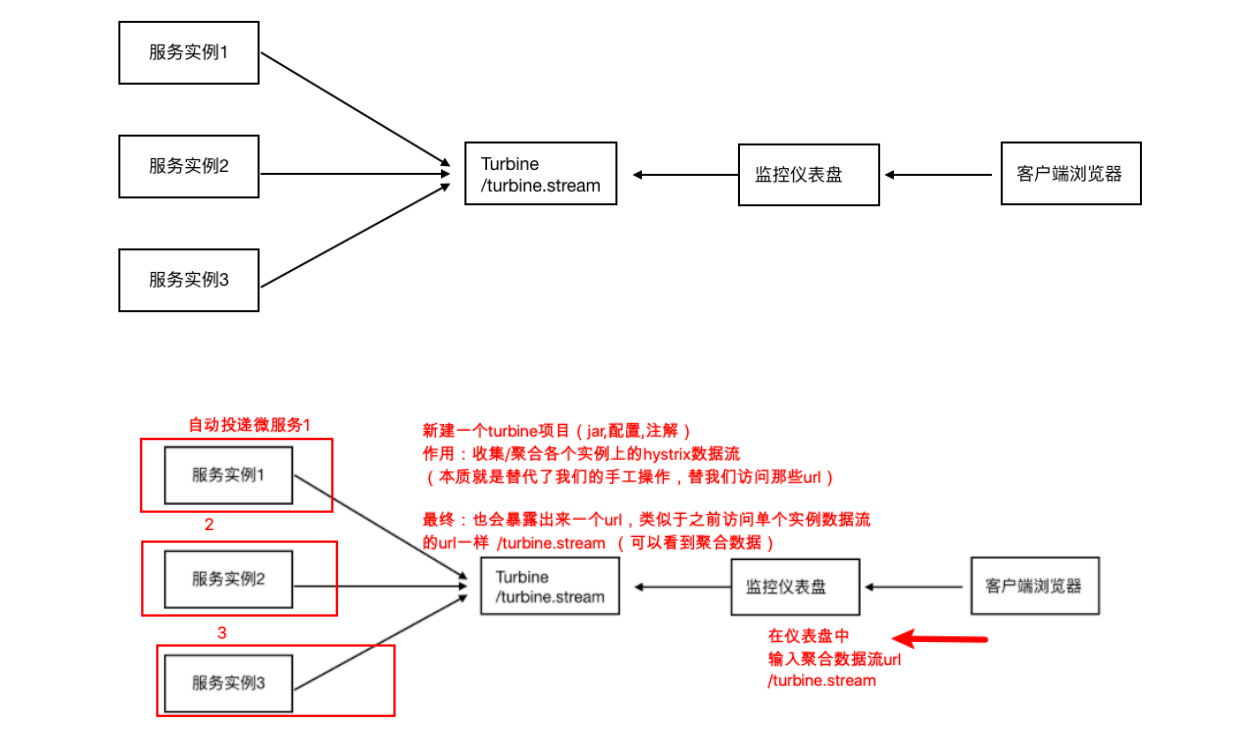 服务实例1
服务实例2
服务实例3
Turbine
/turbine.stream
监控仪表盘
客户端浏览器
自动投递微服务1
服务实例1
2
服务实例2
3
服务实例3
新建一个turbine项目（jar,配置,注解）
作用：收集/聚合各个实例上的hystrix数据流
（本质就是替代了我们的手工操作，替我们访问那些url）
最终：也会暴露出来一个url，类似于之前访问单个实例数据流
的url一样 /turbine.stream （可以看到聚合数据）
Turbine
/turbine.stream
监控仪表盘
客户端浏览器
在仪表盘中
输入聚合数据流url
/turbine.stream